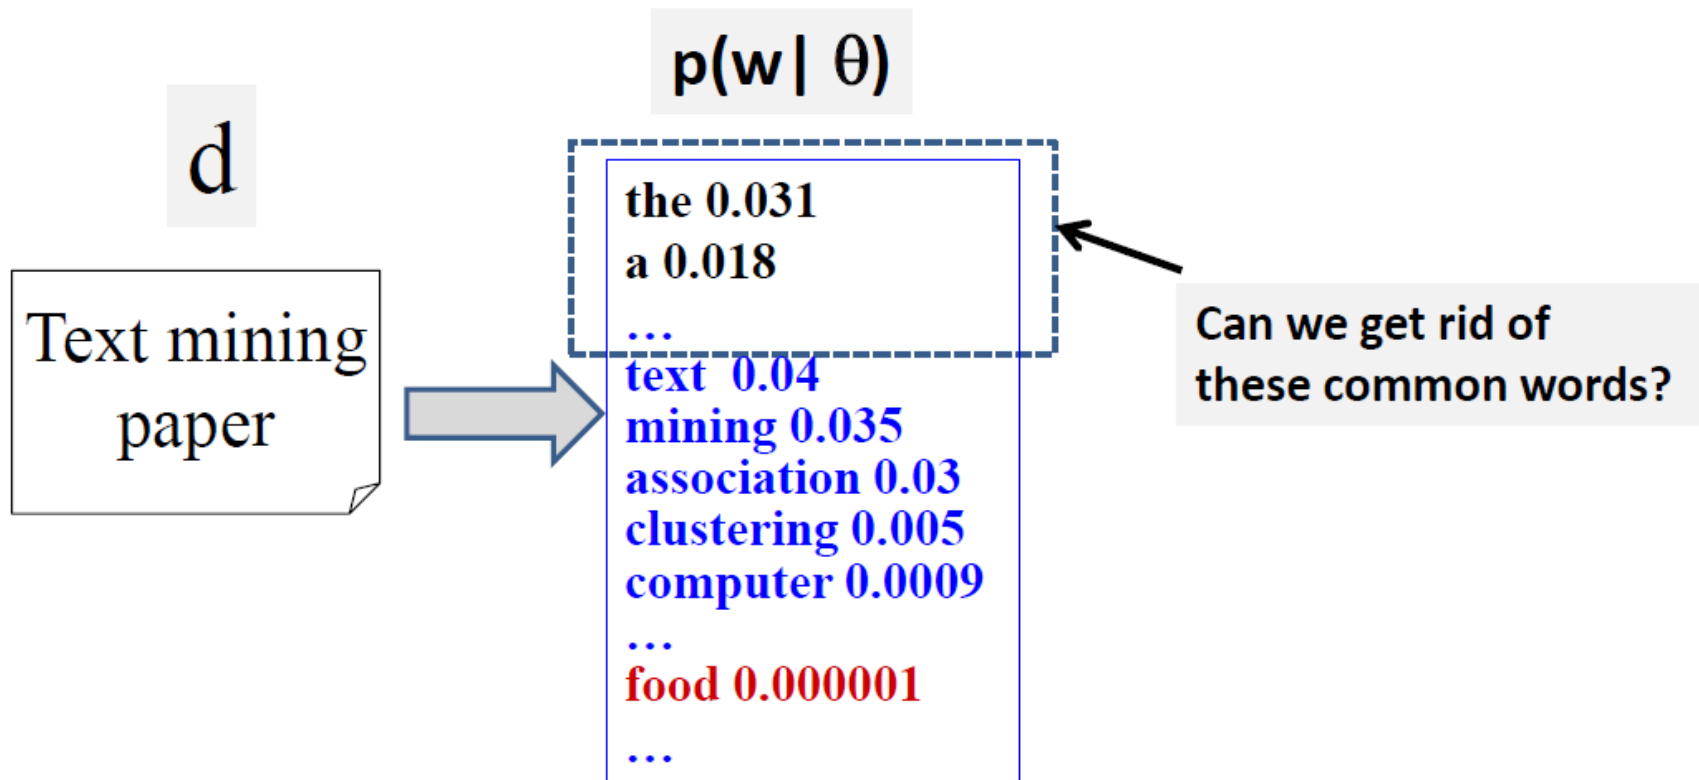 p(w| θ)
d
Text mining
paper
the 0.031
a 0.018
…
text 0.04
mining 0.035
association 0.03
clustering 0.005
computer 0.0009
…
food 0.000001
…
Can we get rid of
these common words?